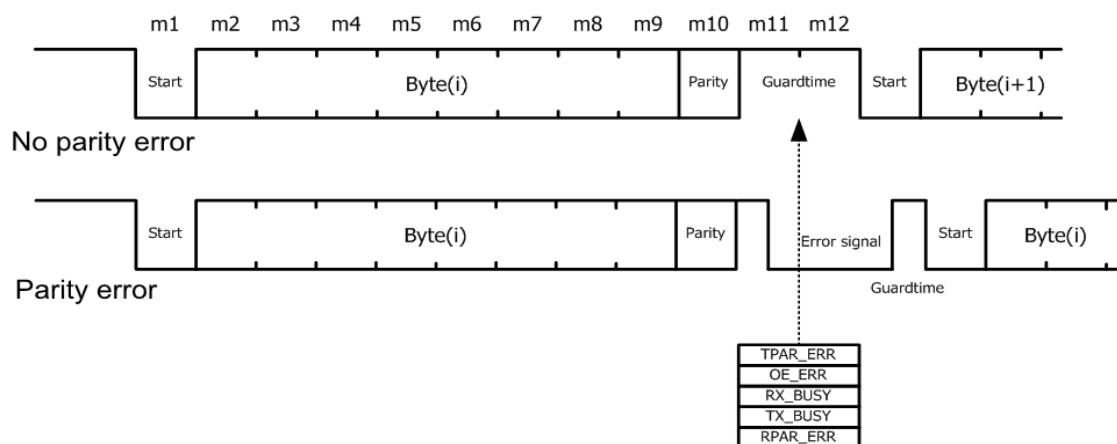 m1 m2 m3 m4 m5 m6 m7 m8 m9 m10 m11 m12
Start Byte(i) Parity Guardtime Start Byte(i+1)
No parity error
Start Byte(i) Parity Error signal Start Byte(i)
Parity error
Guardtime
TPAR_ERR
OE_ERR
RX_BUSY
TX_BUSY
RPAR_ERR